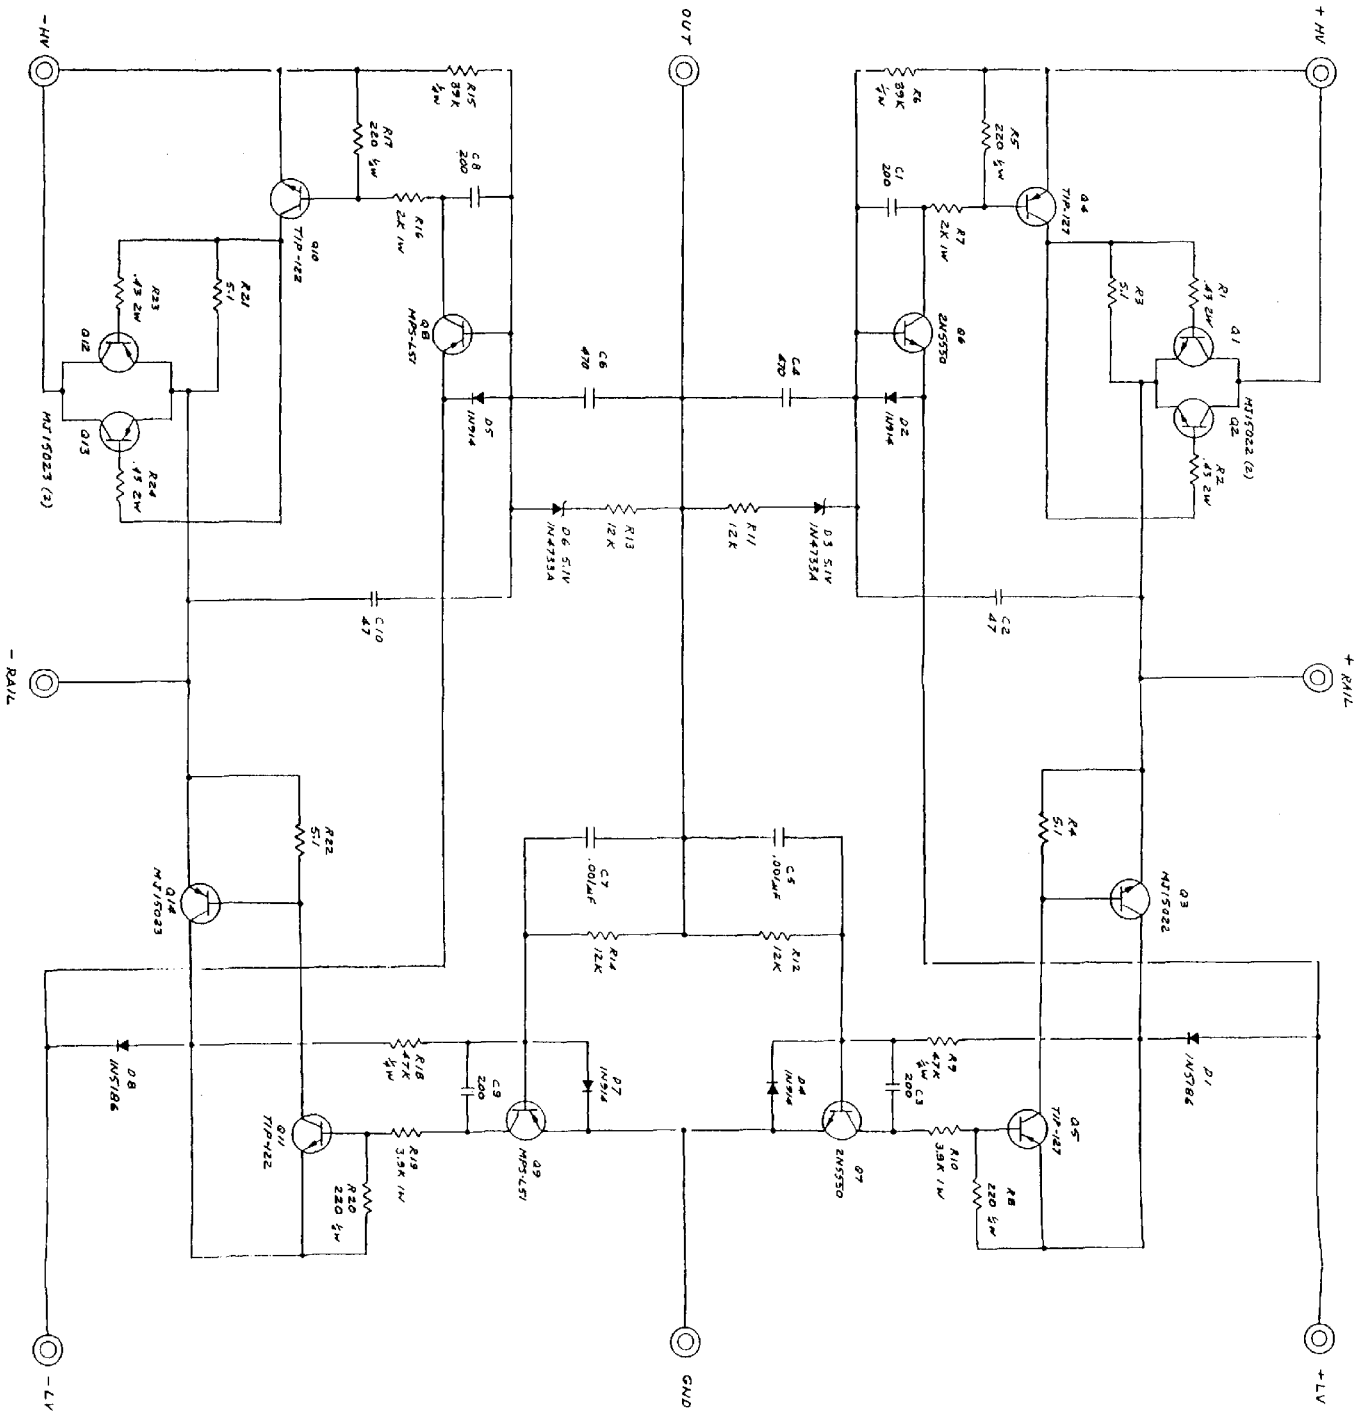 + HV
+ RAIL
+ LV
MJ15022 (2)
Q1
Q2
R1
.43 2W
R2
.43 2W
D1
1N5186
Q3
MJ15022
R3
5.1
Q4
TIP-127
R4
5.1
Q5
TIP-127
R5
220 ½W
C2
47
R8
220 ½W
R6
39K
½W
R7
2K 1W
Q6
2N5550
R9
47K
½W
R10
3.9K 1W
C1
200
D2
1N914
C3
200
Q7
2N5550
D3 5.1V
1N4733A
C4
470
R11
12K
C5
.001µF
R12
12K
D4
1N914
OUT
GND
C6
470
R13
12K
C7
.001µF
R14
12K
D7
1N914
D6 5.1V
1N4733A
D5
1N914
Q9
MPS-L51
C8
200
Q8
MPS-L51
C9
200
R15
39K
½W
R16
2K 1W
R18
47K
½W
R19
3.9K 1W
R17
220 ½W
C10
47
R20
220 ½W
Q10
TIP-122
R22
5.1
Q11
TIP-122
R21
5.1
Q14
MJ15023
R23
.43 2W
R24
.43 2W
D8
1N5186
Q12
Q13
MJ15023 (2)
- HV
- RAIL
- LV